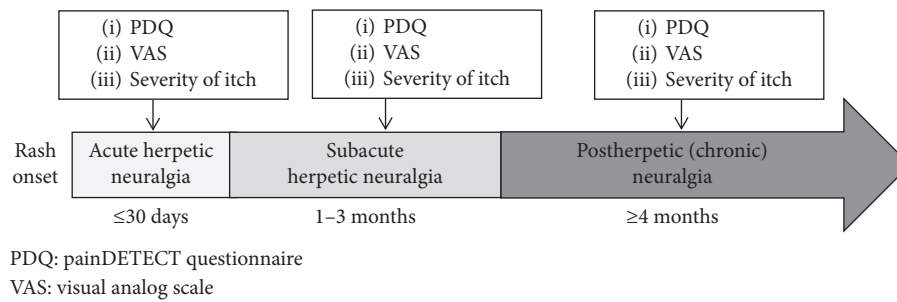 (i) PDQ
(ii) VAS
(iii) Severity of itch
(i) PDQ
(ii) VAS
(iii) Severity of itch
(i) PDQ
(ii) VAS
(iii) Severity of itch
Rash
onset
Acute herpetic
neuralgia
Subacute
herpetic neuralgia
Postherpetic (chronic)
neuralgia
≤30 days
1–3 months
≥4 months
PDQ: painDETECT questionnaire
VAS: visual analog scale